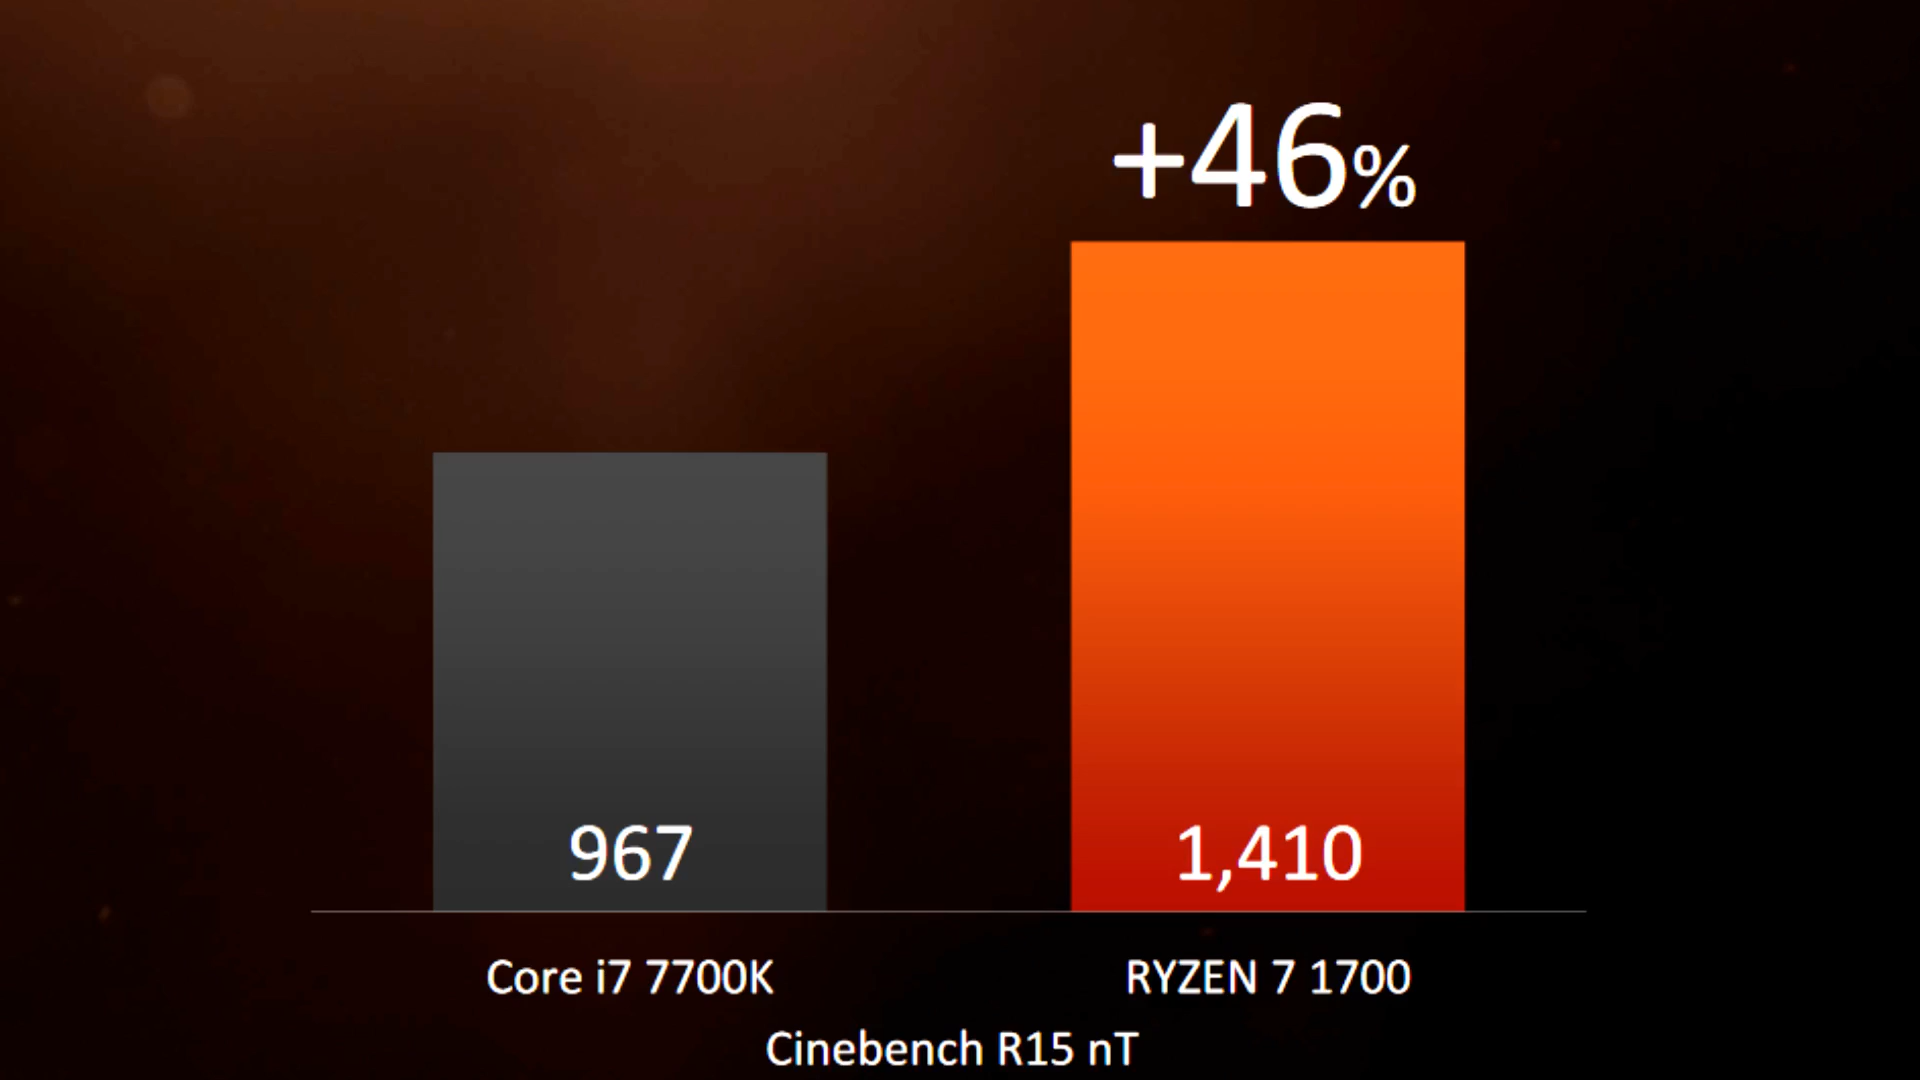 +46%
967
1,410
Core i7 7700K
RYZEN 7 1700
Cinebench R15 nT